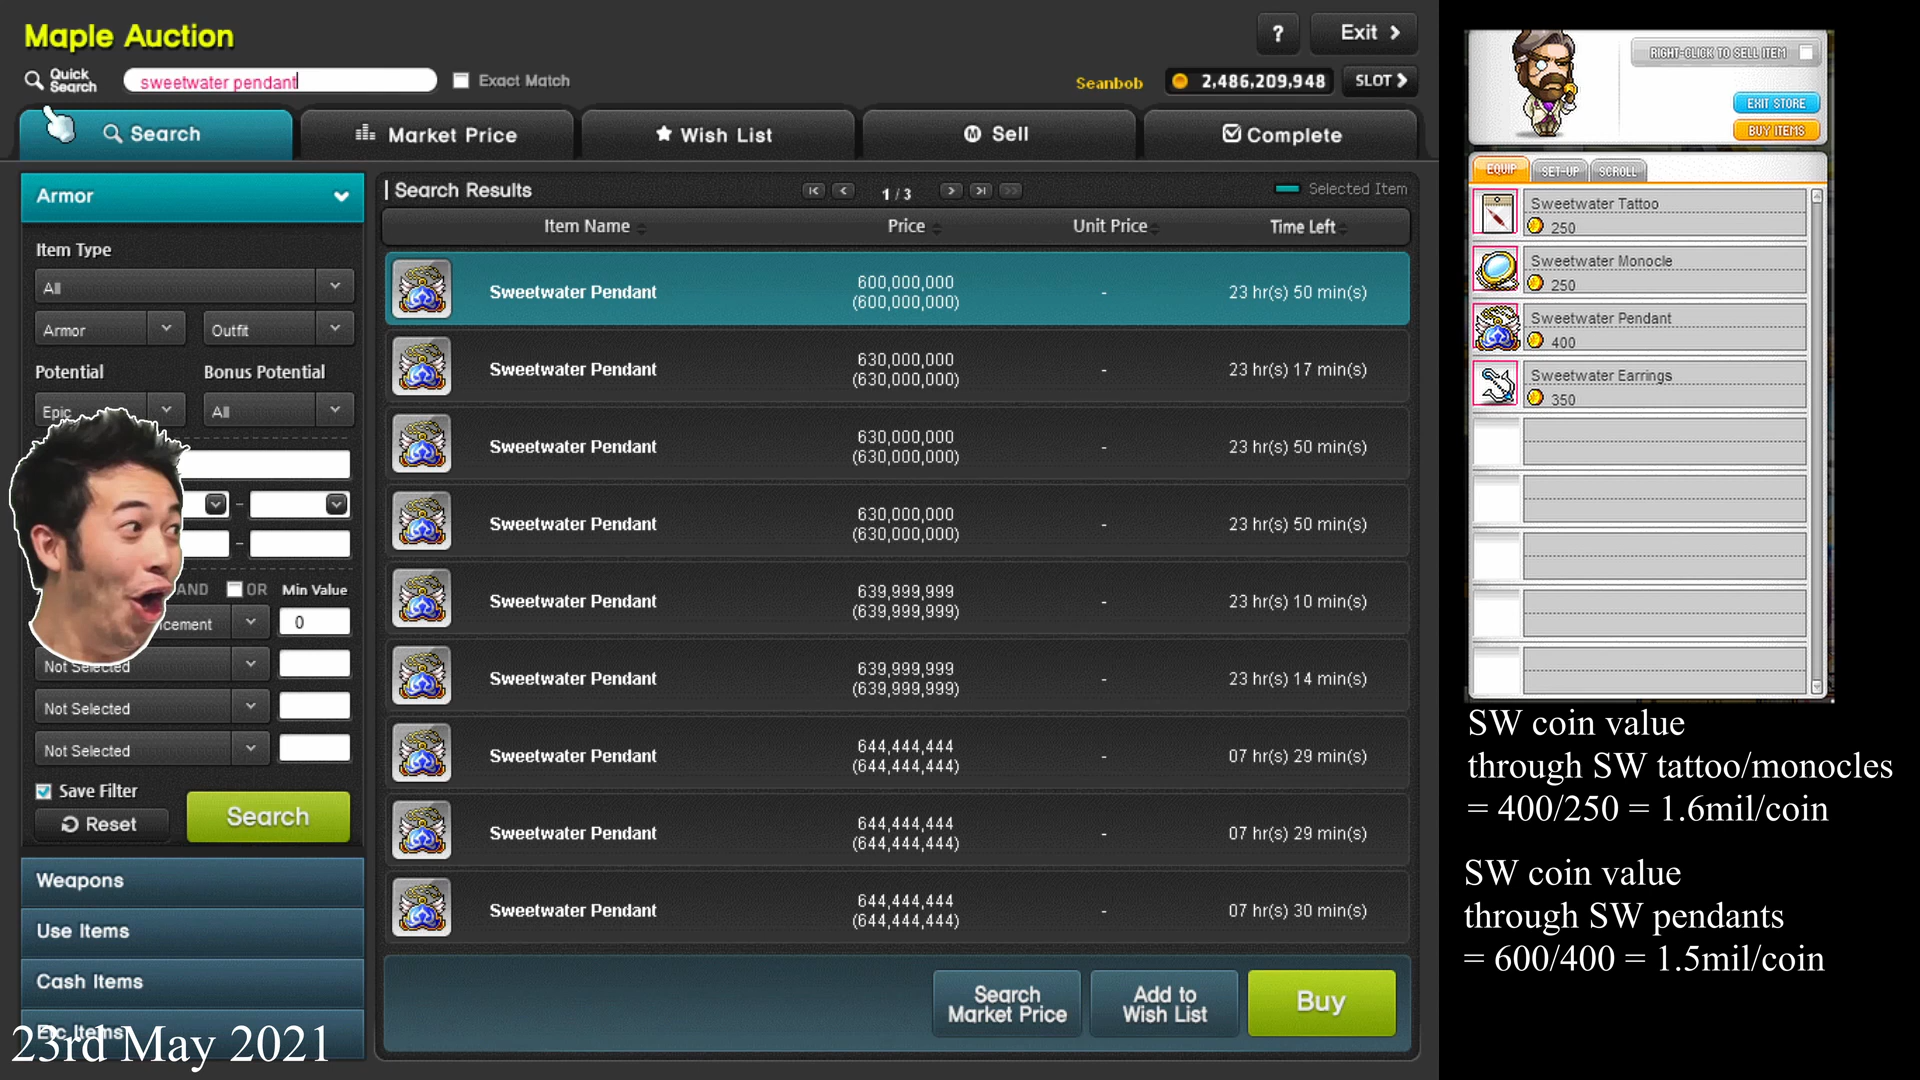 Maple Auction
? Exit
Quick Search
sweetwater pendant
Exact Match
Seanbob
2,486,209,948
SLOT
Search
Market Price
Wish List
Sell
Complete
Armor
Item Type
All
Armor
Outfit
Potential
Bonus Potential
Epic
All
AND
OR
Min Value
cement
0
Not Selected
Not Selected
Not Selected
Save Filter
Reset
Search
Weapons
Use Items
Cash Items
Etc Items
23rd May 2021
Search Results
1 / 3
Selected Item
Item Name Price Unit Price Time Left
Sweetwater Pendant 600,000,000 - 23 hr(s) 50 min(s)
(600,000,000)
Sweetwater Pendant 630,000,000 - 23 hr(s) 17 min(s)
(630,000,000)
Sweetwater Pendant 630,000,000 - 23 hr(s) 50 min(s)
(630,000,000)
Sweetwater Pendant 630,000,000 - 23 hr(s) 50 min(s)
(630,000,000)
Sweetwater Pendant 639,999,999 - 23 hr(s) 10 min(s)
(639,999,999)
Sweetwater Pendant 639,999,999 - 23 hr(s) 14 min(s)
(639,999,999)
Sweetwater Pendant 644,444,444 - 07 hr(s) 29 min(s)
(644,444,444)
Sweetwater Pendant 644,444,444 - 07 hr(s) 29 min(s)
(644,444,444)
Sweetwater Pendant 644,444,444 - 07 hr(s) 30 min(s)
(644,444,444)
Search
Market Price
Add to
Wish List
Buy
RIGHT-CLICK TO SELL ITEM
EXIT STORE
BUY ITEMS
EQUIP SET-UP SCROLL
Sweetwater Tattoo
250
Sweetwater Monocle
250
Sweetwater Pendant
400
Sweetwater Earrings
350
SW coin value
through SW tattoo/monocles
= 400/250 = 1.6mil/coin
SW coin value
through SW pendants
= 600/400 = 1.5mil/coin